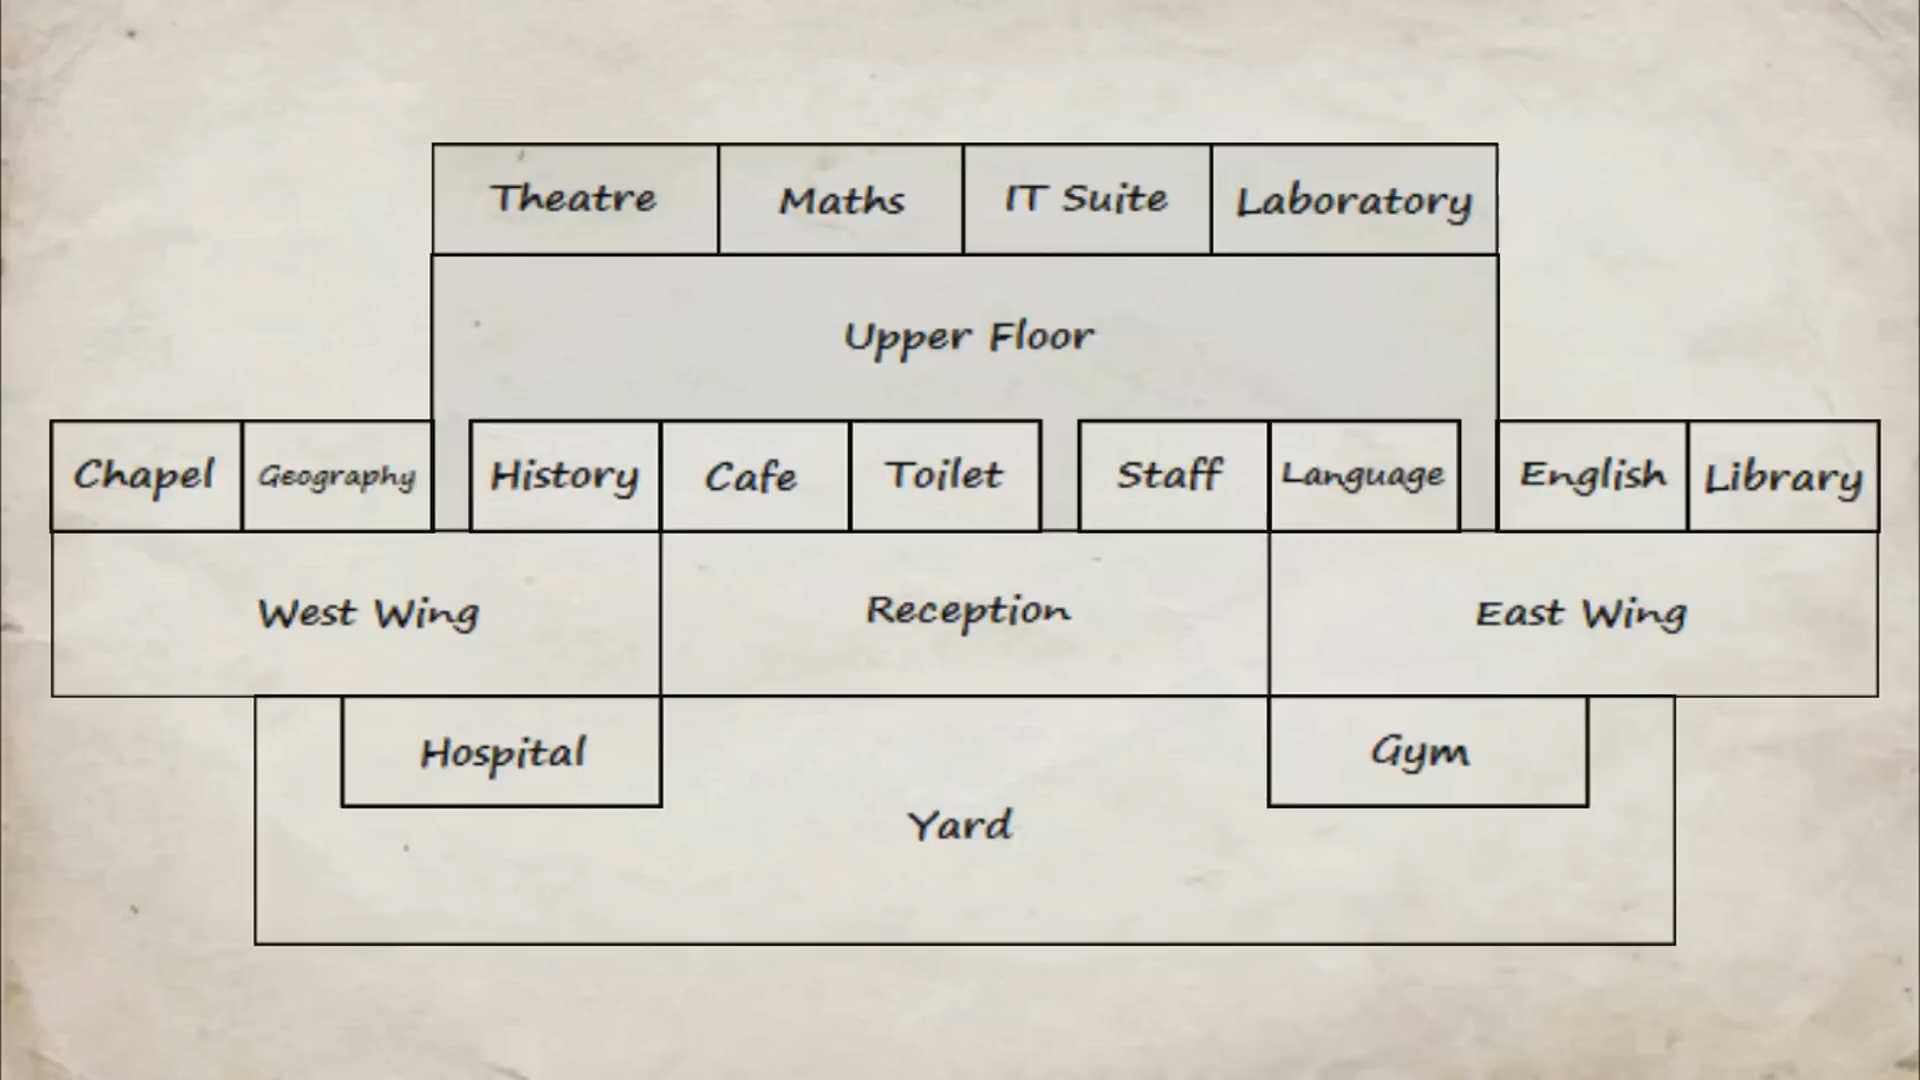 Theatre
Maths
IT Suite
Laboratory
Upper Floor
Chapel
Geography
History
Cafe
Toilet
Staff
Language
English
Library
West Wing
Reception
East Wing
Hospital
Gym
Yard